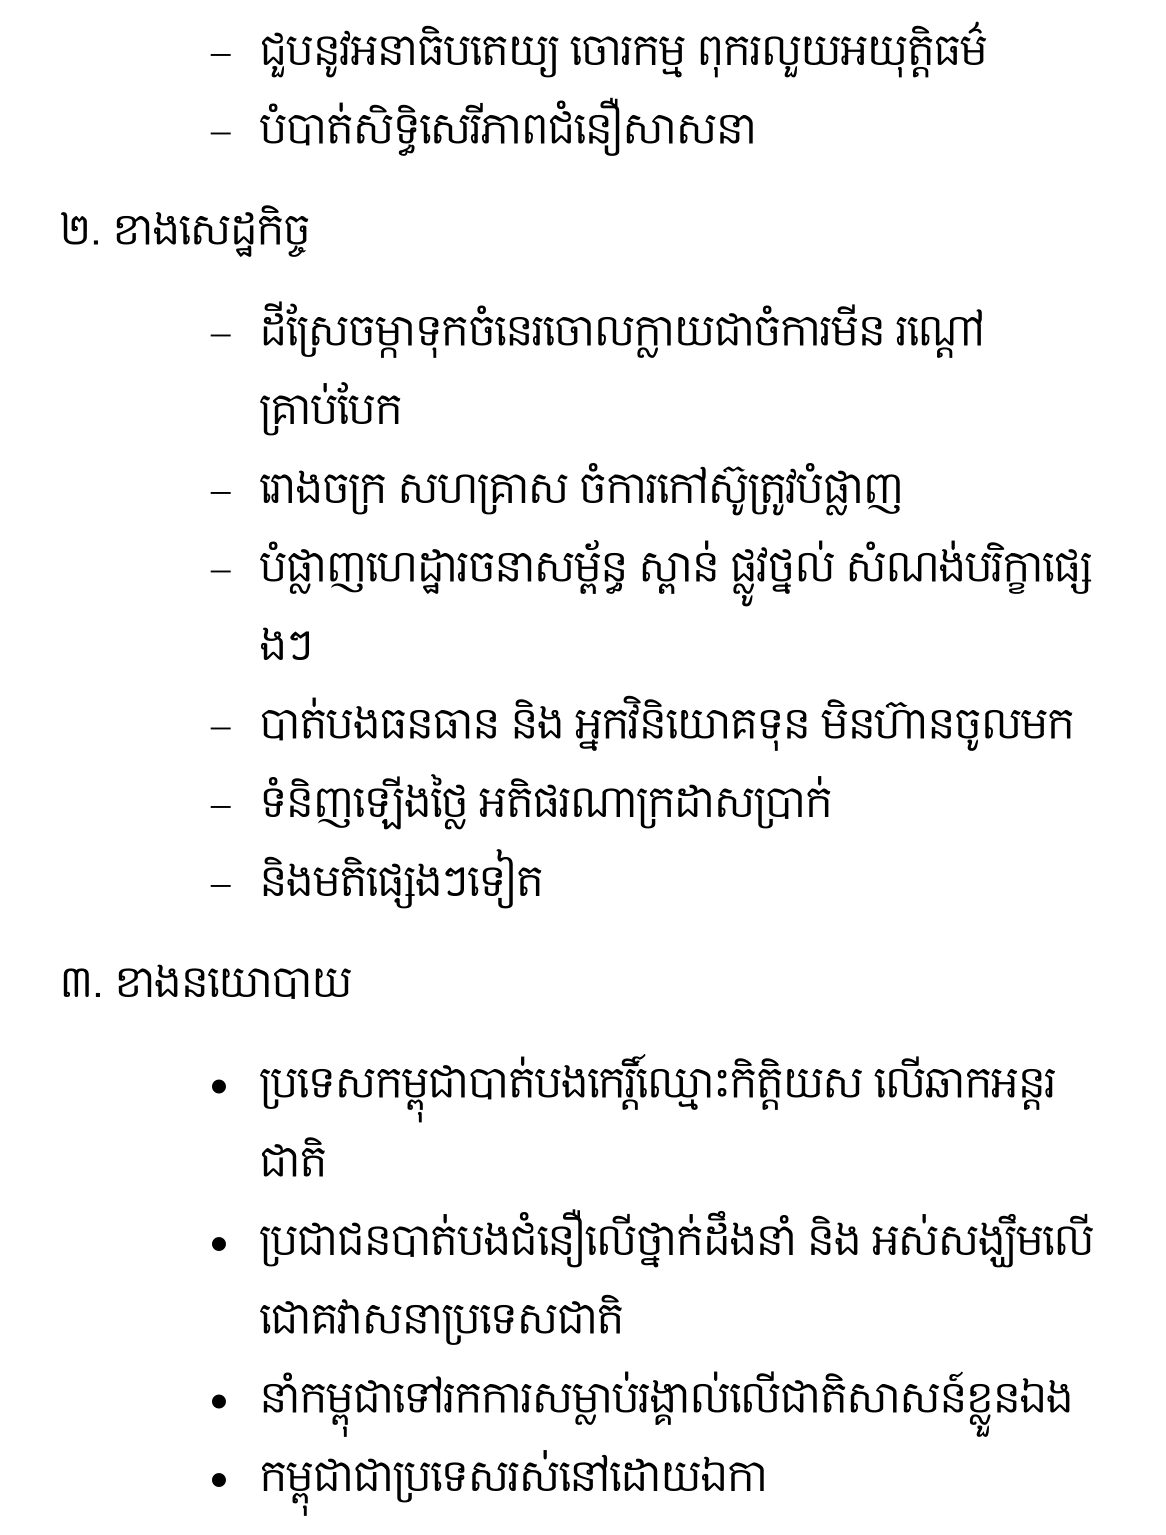 – ជួបនូវអនាធិបតេយ្យ ចោរកម្ម ពុករលួយអយុត្តិធម៌
– បំបាត់សិទ្ធិសេរីភាពជំនឿសាសនា
២. ខាងសេដ្ឋកិច្ច
– ដីស្រែចម្កាទុកចំនេរចោលក្លាយជាចំការមីន រណ្តៅ
គ្រាប់បែក
– រោងចក្រ សហគ្រាស ចំការកៅស៊ូត្រូវបំផ្លាញ
– បំផ្លាញហេដ្ឋារចនាសម្ព័ន្ធ ស្ពាន់ ផ្លូវថ្នល់ សំណង់បរិក្ខាផ្សេ
ងៗ
– បាត់បងធនធាន និង អ្នកវិនិយោគទុន មិនហ៊ានចូលមក
– ទំនិញឡើងថ្លៃ អតិផរណាក្រដាសប្រាក់
– និងមតិផ្សេងៗទៀត
៣. ខាងនយោបាយ
• ប្រទេសកម្ពុជាបាត់បងកេរ្តិ៍ឈ្មោះកិត្តិយស លើឆាកអន្តរ
ជាតិ
• ប្រជាជនបាត់បងជំនឿលើថ្នាក់ដឹងនាំ និង អស់សង្ឃឹមលើ
ជោគវាសនាប្រទេសជាតិ
• នាំកម្ពុជាទៅរកការសម្លាប់រង្គាល់លើជាតិសាសន៍ខ្លួនឯង
• កម្ពុជាជាប្រទេសរស់នៅដោយឯកា